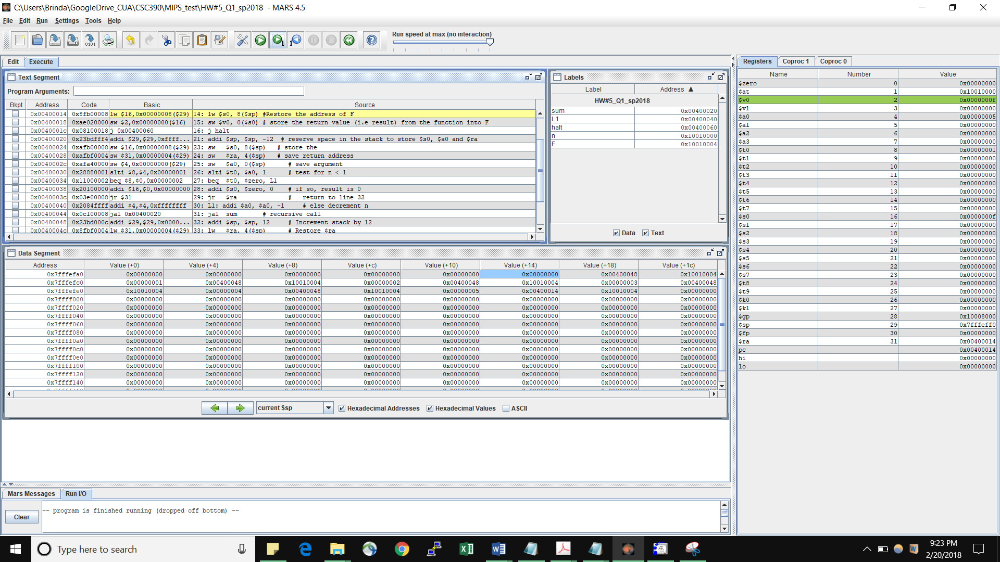 C:\Users\Brinda\GoogleDrive_CUA\CSC390\MIPS_test\HW#5_Q1_sp2018 - MARS 4.5
File Edit Run Settings Tools Help
Run speed at max (no interaction)
Edit Execute
Text Segment
Program Arguments:
Bkpt Address Code Basic Source
0x00400014 0x8fb00008 lw $16,0x00000008($29) 14: lw $s0, 8($sp) #Restore the address of F
0x00400018 0xae020000 sw $2,0x00000000($16) 15: sw $v0, 0($s0) # store the return value (i.e result) from the function into F
0x0040001c 0x08100018 j 0x00400060 16: j halt
0x00400020 0x23bdfff4 addi $29,$29,0xffff... 21: addi $sp, $sp, -12 # reserve space in the stack to store $s0, $a0 and $ra
0x00400024 0xafb00008 sw $16,0x00000008($29) 23: sw $s0, 8($sp) # store the
0x00400028 0xafbf0004 sw $31,0x00000004($29) 24: sw $ra, 4($sp) # save return address
0x0040002c 0xafa40000 sw $4,0x00000000($29) 25: sw $a0, 0($sp) # save argument
0x00400030 0x28880001 slti $8,$4,0x00000001 26: slti $t0, $a0, 1 # test for n < 1
0x00400034 0x11000002 beq $8,$0,0x00000002 27: beq $t0, $zero, L1
0x00400038 0x20100000 addi $16,$0,0x00000000 28: addi $s0, $zero, 0 # if so, result is 0
0x0040003c 0x03e00008 jr $31 29: jr $ra # return to line 32
0x00400040 0x2084ffff addi $4,$4,0xffffffff 30: L1: addi $a0, $a0, -1 # else decrement n
0x00400044 0x0c100008 jal 0x00400020 31: jal sum # recursive call
0x00400048 0x23bd000c addi $29,$29,0x0000... 32: addi $sp, $sp, 12 # Increment stack by 12
0x0040004c 0x8fbf0004 lw $31,0x00000004($29) 33: lw $ra, 4($sp) # Restore $ra
Labels
Label Address ▲
HW#5_Q1_sp2018
sum 0x00400020
L1 0x00400040
halt 0x00400060
n 0x10010000
F 0x10010004
Data Text
Data Segment
Address Value (+0) Value (+4) Value (+8) Value (+c) Value (+10) Value (+14) Value (+18) Value (+1c)
0x7fffefa0 0x00000000 0x00000000 0x00000000 0x00000000 0x00000000 0x00000000 0x00400048 0x10010004
0x7fffefc0 0x00000001 0x00400048 0x10010004 0x00000002 0x00400048 0x10010004 0x00000003 0x00400048
0x7fffefe0 0x10010004 0x00000004 0x00400048 0x10010004 0x00000005 0x00400014 0x10010004 0x00000000
0x7ffff000 0x00000000 0x00000000 0x00000000 0x00000000 0x00000000 0x00000000 0x00000000 0x00000000
0x7ffff020 0x00000000 0x00000000 0x00000000 0x00000000 0x00000000 0x00000000 0x00000000 0x00000000
0x7ffff040 0x00000000 0x00000000 0x00000000 0x00000000 0x00000000 0x00000000 0x00000000 0x00000000
0x7ffff060 0x00000000 0x00000000 0x00000000 0x00000000 0x00000000 0x00000000 0x00000000 0x00000000
0x7ffff080 0x00000000 0x00000000 0x00000000 0x00000000 0x00000000 0x00000000 0x00000000 0x00000000
0x7ffff0a0 0x00000000 0x00000000 0x00000000 0x00000000 0x00000000 0x00000000 0x00000000 0x00000000
0x7ffff0c0 0x00000000 0x00000000 0x00000000 0x00000000 0x00000000 0x00000000 0x00000000 0x00000000
0x7ffff0e0 0x00000000 0x00000000 0x00000000 0x00000000 0x00000000 0x00000000 0x00000000 0x00000000
0x7ffff100 0x00000000 0x00000000 0x00000000 0x00000000 0x00000000 0x00000000 0x00000000 0x00000000
0x7ffff120 0x00000000 0x00000000 0x00000000 0x00000000 0x00000000 0x00000000 0x00000000 0x00000000
0x7ffff140 0x00000000 0x00000000 0x00000000 0x00000000 0x00000000 0x00000000 0x00000000 0x00000000
current $sp Hexadecimal Addresses Hexadecimal Values ASCII
Mars Messages Run I/O
Clear
-- program is finished running (dropped off bottom) --
Registers Coproc 1 Coproc 0
Name Number Value
$zero 0 0x00000000
$at 1 0x10010000
$v0 2 0x0000000f
$v1 3 0x00000000
$a0 4 0x00000005
$a1 5 0x00000000
$a2 6 0x00000000
$a3 7 0x00000000
$t0 8 0x00000001
$t1 9 0x00000000
$t2 10 0x00000000
$t3 11 0x00000000
$t4 12 0x00000000
$t5 13 0x00000000
$t6 14 0x00000000
$t7 15 0x00000000
$s0 16 0x0000000f
$s1 17 0x00000000
$s2 18 0x00000000
$s3 19 0x00000000
$s4 20 0x00000000
$s5 21 0x00000000
$s6 22 0x00000000
$s7 23 0x00000000
$t8 24 0x00000000
$t9 25 0x00000000
$k0 26 0x00000000
$k1 27 0x00000000
$gp 28 0x10008000
$sp 29 0x7fffeff0
$fp 30 0x00000000
$ra 31 0x00400014
pc 0x00400014
hi 0x00000000
lo 0x00000000
Type here to search
9:23 PM
2/20/2018